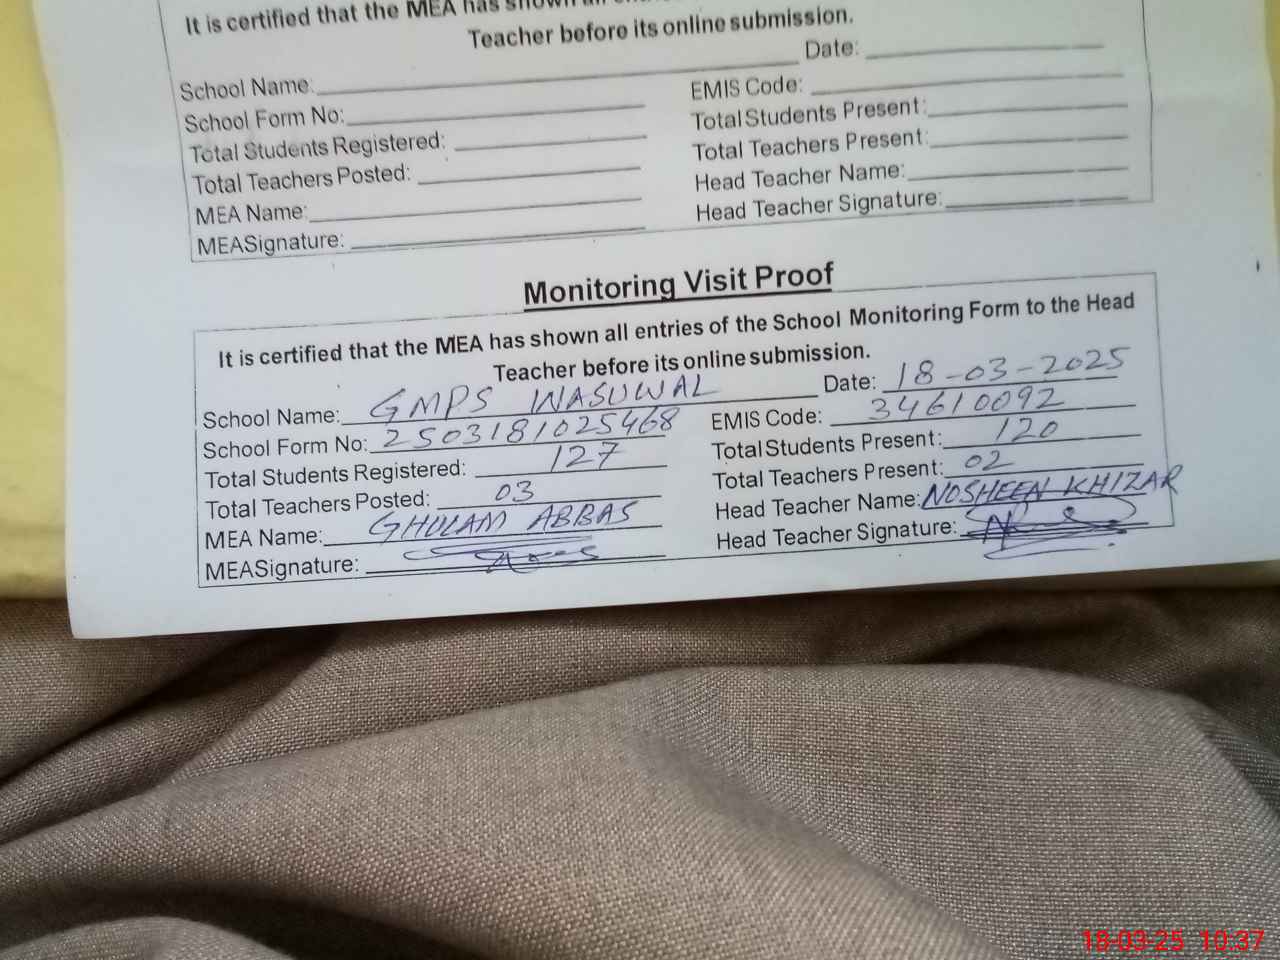 It is certified that the MEA has shown all
Teacher before its online submission.
School Name: Date:
School Form No: EMIS Code:
Total Students Registered: Total Students Present:
Total Teachers Posted: Total Teachers Present:
MEA Name: Head Teacher Name:
MEASignature: Head Teacher Signature:
Monitoring Visit Proof
It is certified that the MEA has shown all entries of the School Monitoring Form to the Head
Teacher before its online submission.
School Name: GMPS WASUWAL Date: 18-03-2025
School Form No: 2503181025468 EMIS Code: 34610092
Total Students Registered: 127 Total Students Present: 120
Total Teachers Posted: 03 Total Teachers Present: 02
MEA Name: GHULAM ABBAS Head Teacher Name: NOSHEEN KHIZAR
MEASignature: Head Teacher Signature:
18-03-25 10:37